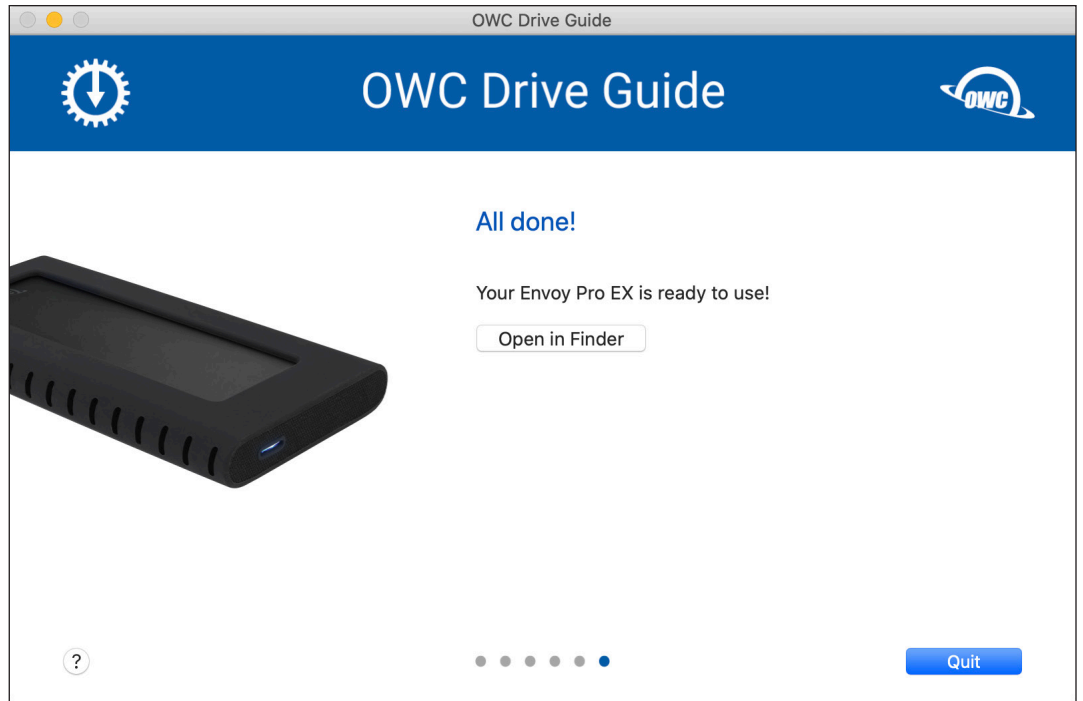 OWC Drive Guide
OWC Drive Guide
OWC
All done!
Your Envoy Pro EX is ready to use!
Open in Finder
?
Quit